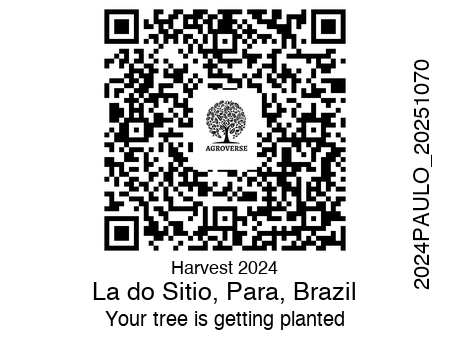 AGROVERSE
Harvest 2024
La do Sitio, Para, Brazil
Your tree is getting planted
2024PAULO_20251070